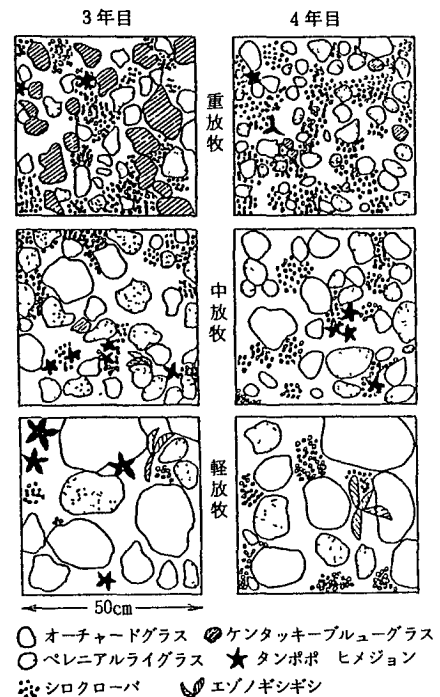 3年目 4年目
重放牧
中放牧
軽放牧
50cm
オーチャードグラス ケンタッキーブルーグラス
ペレニアルライグラス タンポポ ヒメジョン
シロクローバ エゾノギシギシ